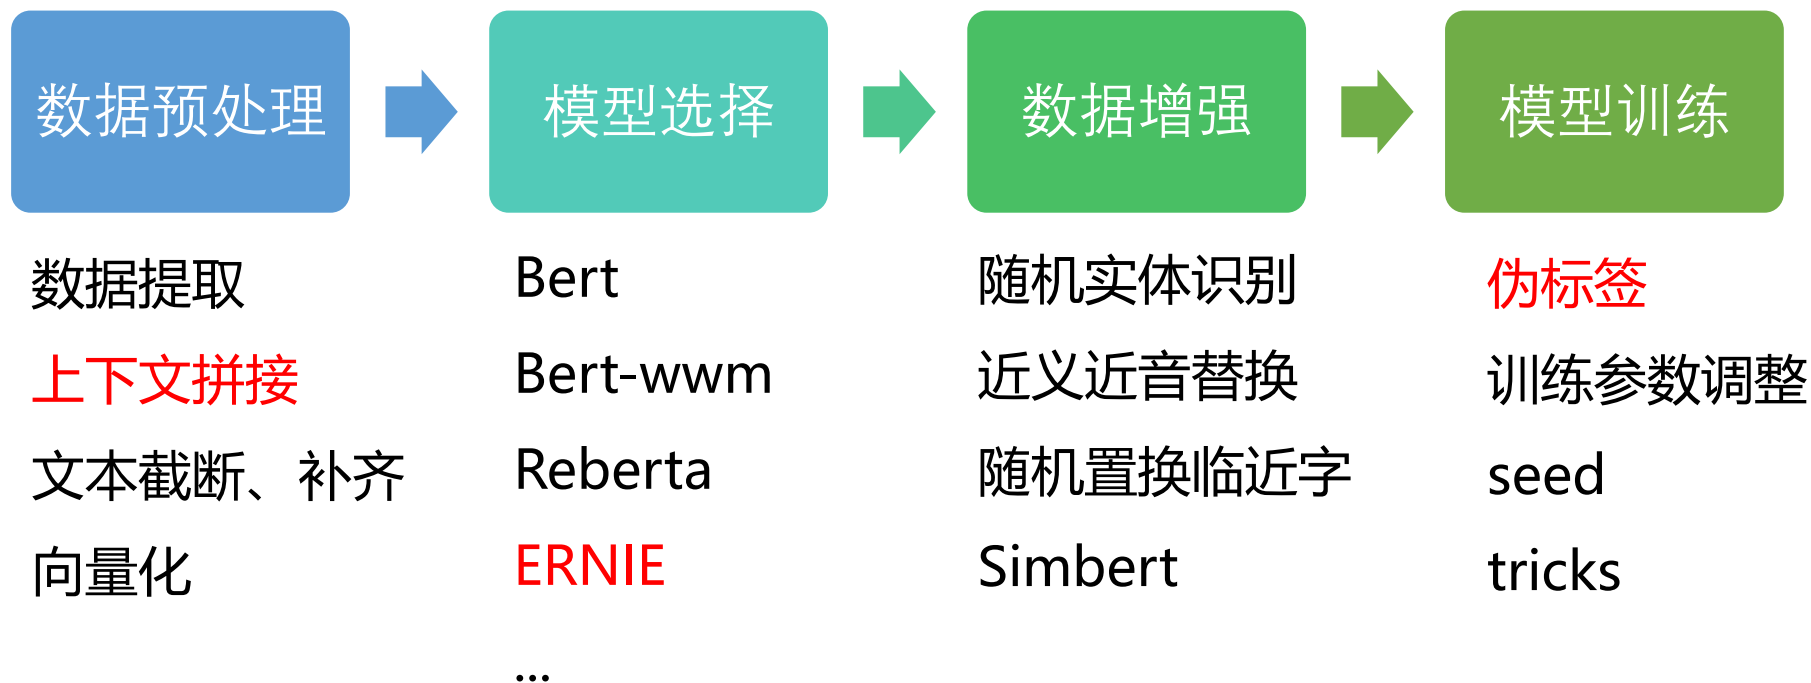 数据预处理
模型选择
数据增强
模型训练
数据提取
上下文拼接
文本截断、补齐
向量化
Bert
Bert-wwm
Reberta
ERNIE
...
随机实体识别
近义近音替换
随机置换临近字
Simbert
伪标签
训练参数调整
seed
tricks